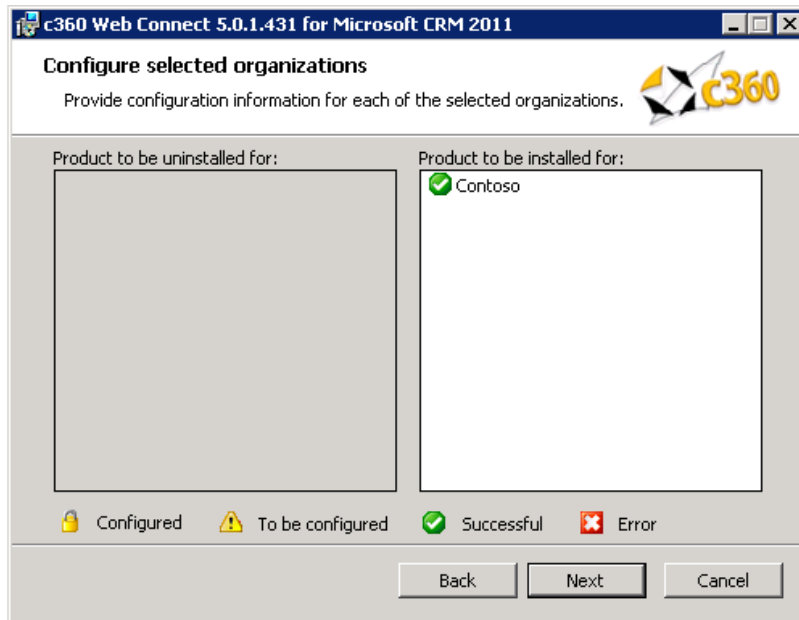 c360 Web Connect 5.0.1.431 for Microsoft CRM 2011
Configure selected organizations
Provide configuration information for each of the selected organizations.
c360
Product to be uninstalled for:
Product to be installed for:
Contoso
Configured
To be configured
Successful
Error
Back
Next
Cancel